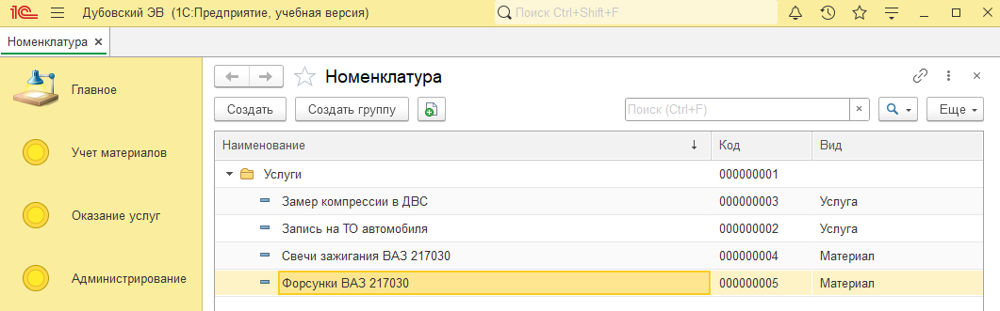 1С Дубовский ЭВ (1С:Предприятие, учебная версия) Поиск Ctrl+Shift+F
Номенклатура
Главное
Учет материалов
Оказание услуг
Администрирование
Номенклатура
Создать Создать группу Поиск (Ctrl+F) Еще
Наименование Код Вид
Услуги 000000001
Замер компрессии в ДВС 000000003 Услуга
Запись на ТО автомобиля 000000002 Услуга
Свечи зажигания ВАЗ 217030 000000004 Материал
Форсунки ВАЗ 217030 000000005 Материал